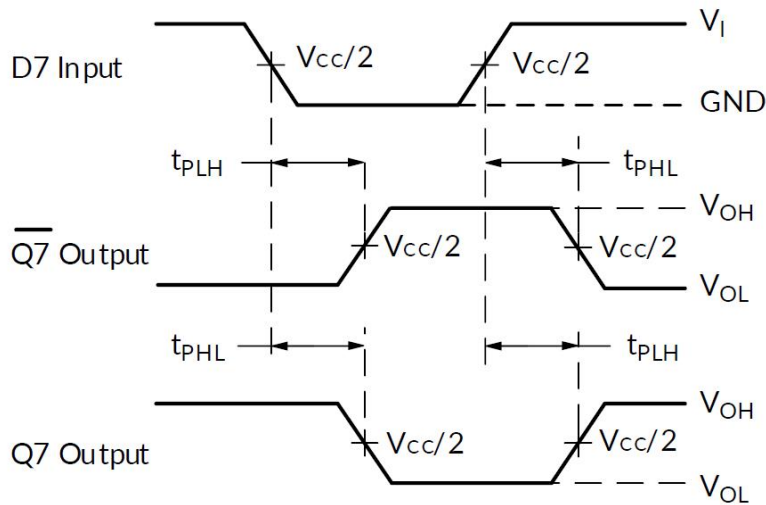 V_I
D7 Input
Vcc/2
Vcc/2
GND
t_PLH
t_PHL
V_OH
Q̅7̅ Output
Vcc/2
Vcc/2
V_OL
t_PHL
t_PLH
V_OH
Q7 Output
Vcc/2
Vcc/2
V_OL